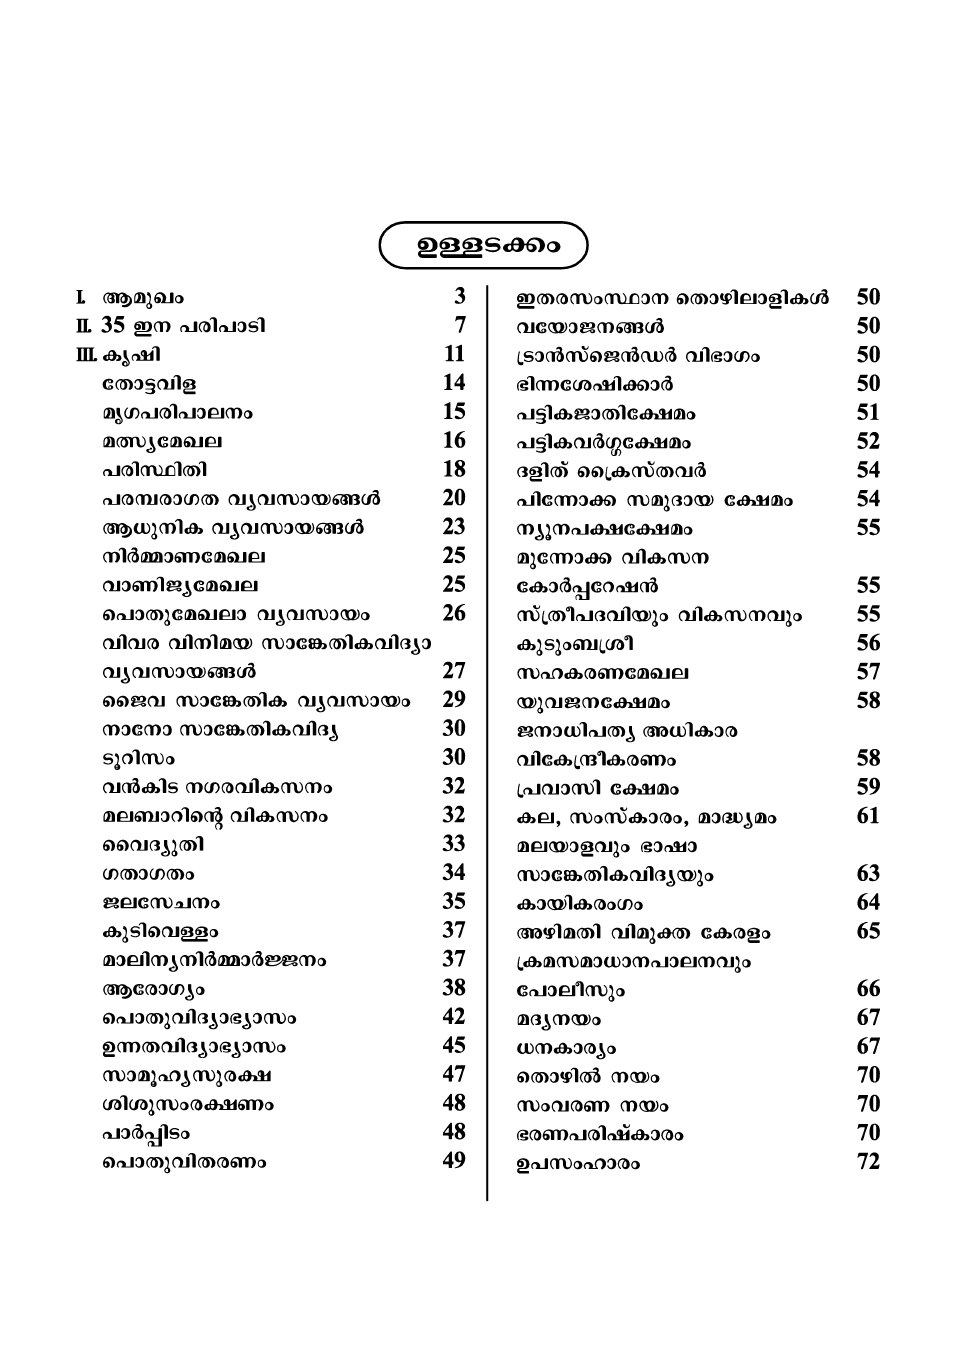 ഉള്ളടക്കം
I. ആമുഖം 3
II. 35 ഇന പരിപാടി 7
III. കൃഷി 11
തോട്ടവിള 14
മൃഗപരിപാലനം 15
മത്സ്യമേഖല 16
പരിസ്ഥിതി 18
പരമ്പരാഗത വ്യവസായങ്ങൾ 20
ആധുനിക വ്യവസായങ്ങൾ 23
നിർമ്മാണമേഖല 25
വാണിജ്യമേഖല 25
പൊതുമേഖലാ വ്യവസായം 26
വിവര വിനിമയ സാങ്കേതികവിദ്യാ
വ്യവസായങ്ങൾ 27
ജൈവ സാങ്കേതിക വ്യവസായം 29
നാനോ സാങ്കേതികവിദ്യ 30
ടൂറിസം 30
വൻകിട നഗരവികസനം 32
മലബാറിന്റെ വികസനം 32
വൈദ്യുതി 33
ഗതാഗതം 34
ജലസേചനം 35
കുടിവെള്ളം 37
മാലിന്യനിർമ്മാർജ്ജനം 37
ആരോഗ്യം 38
പൊതുവിദ്യാഭ്യാസം 42
ഉന്നതവിദ്യാഭ്യാസം 45
സാമൂഹ്യസുരക്ഷ 47
ശിശുസംരക്ഷണം 48
പാർപ്പിടം 48
പൊതുവിതരണം 49
ഇതരസംസ്ഥാന തൊഴിലാളികൾ 50
വയോജനങ്ങൾ 50
ട്രാൻസ്ജെൻഡർ വിഭാഗം 50
ഭിന്നശേഷിക്കാർ 50
പട്ടികജാതിക്ഷേമം 51
പട്ടികവർഗ്ഗക്ഷേമം 52
ദളിത് ക്രൈസ്തവർ 54
പിന്നോക്ക സമുദായ ക്ഷേമം 54
ന്യൂനപക്ഷക്ഷേമം 55
മുന്നോക്ക വികസന
കോർപ്പറേഷൻ 55
സ്ത്രീപദവിയും വികസനവും 55
കുടുംബശ്രീ 56
സഹകരണമേഖല 57
യുവജനക്ഷേമം 58
ജനാധിപത്യ അധികാര
വികേന്ദ്രീകരണം 58
പ്രവാസി ക്ഷേമം 59
കല, സംസ്കാരം, മാദ്ധ്യമം 61
മലയാളവും ഭാഷാ
സാങ്കേതികവിദ്യയും 63
കായികരംഗം 64
അഴിമതി വിമുക്ത കേരളം 65
ക്രമസമാധാനപാലനവും
പോലീസും 66
മദ്യനയം 67
ധനകാര്യം 67
തൊഴിൽ നയം 70
സംവരണ നയം 70
ഭരണപരിഷ്കാരം 70
ഉപസംഹാരം 72